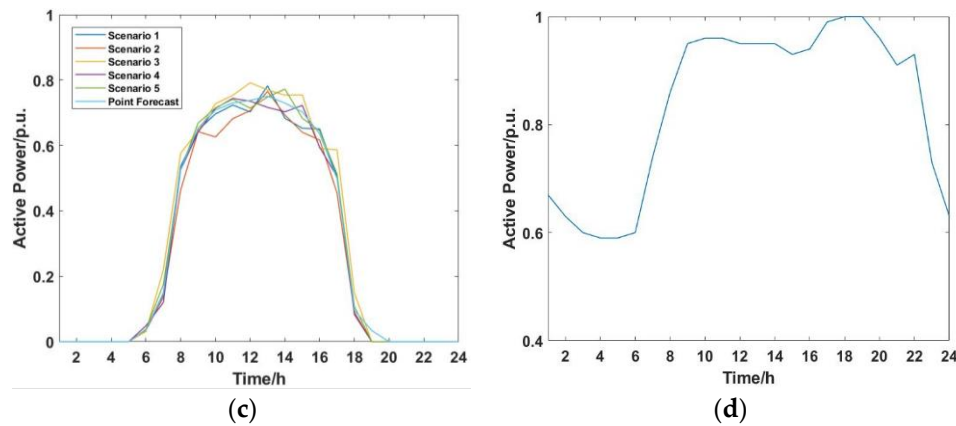 1
Scenario 1
Scenario 2
Scenario 3
Scenario 4
Scenario 5
Point Forecast
0.8
0.6
0.4
0.2
0
Active Power/p.u.
2 4 6 8 10 12 14 16 18 20 22 24
Time/h
(c)
1
0.8
0.6
0.4
Active Power/p.u.
2 4 6 8 10 12 14 16 18 20 22 24
Time/h
(d)